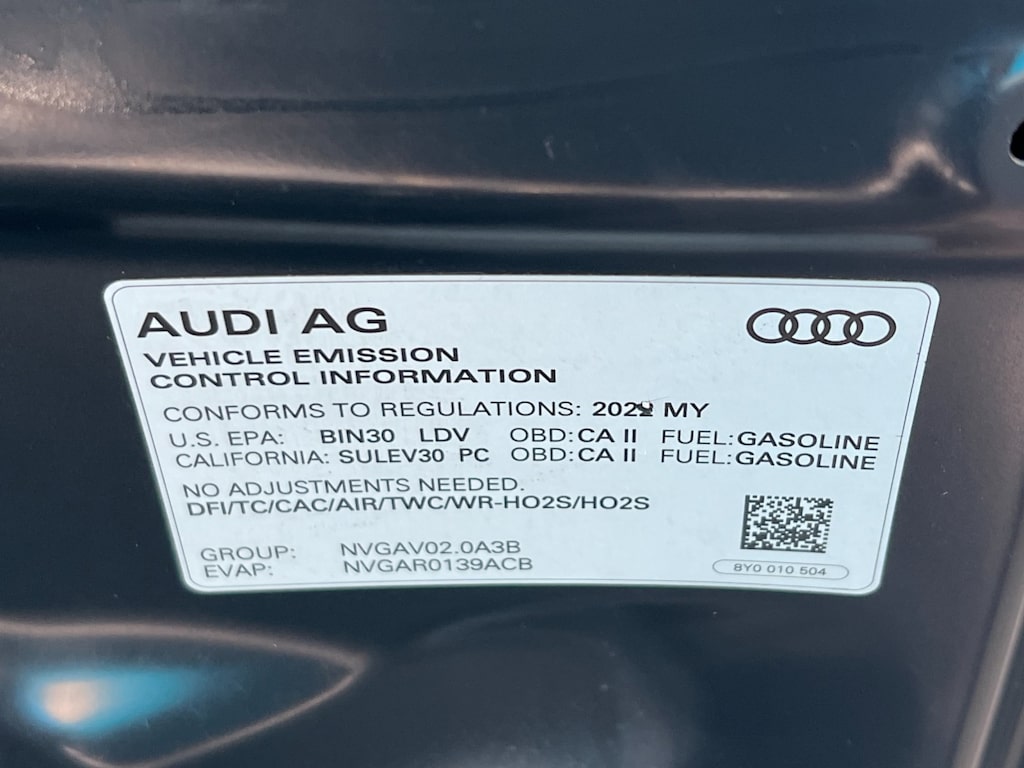 AUDI AG
VEHICLE EMISSION
CONTROL INFORMATION
CONFORMS TO REGULATIONS: 2022 MY
U.S. EPA: BIN30 LDV OBD: CA II FUEL: GASOLINE
CALIFORNIA: SULEV30 PC OBD: CA II FUEL: GASOLINE
NO ADJUSTMENTS NEEDED.
DFI/TC/CAC/AIR/TWC/WR-HO2S/HO2S
GROUP: NVGAV02.0A3B
EVAP: NVGAR0139ACB
8Y0 010 504